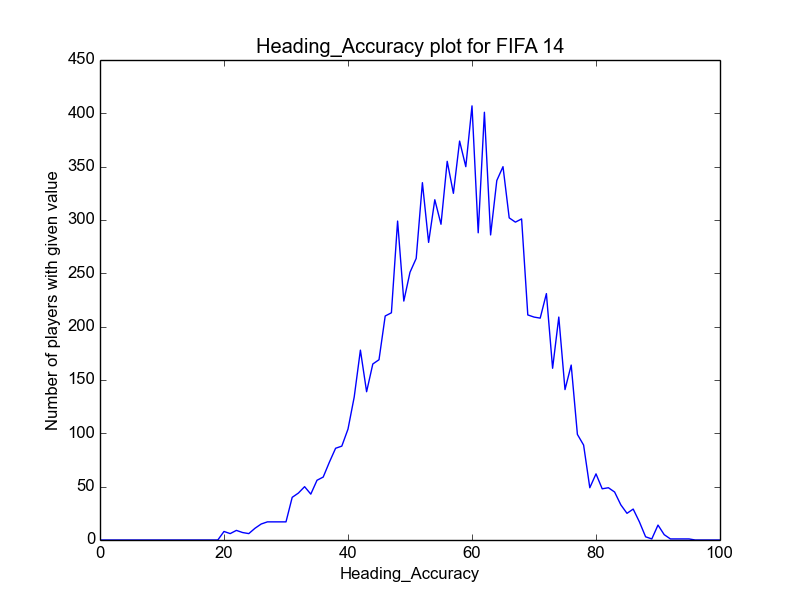 Heading_Accuracy plot for FIFA 14
450
400
350
300
250
200
150
100
50
0
Number of players with given value
0 20 40 60 80 100
Heading_Accuracy